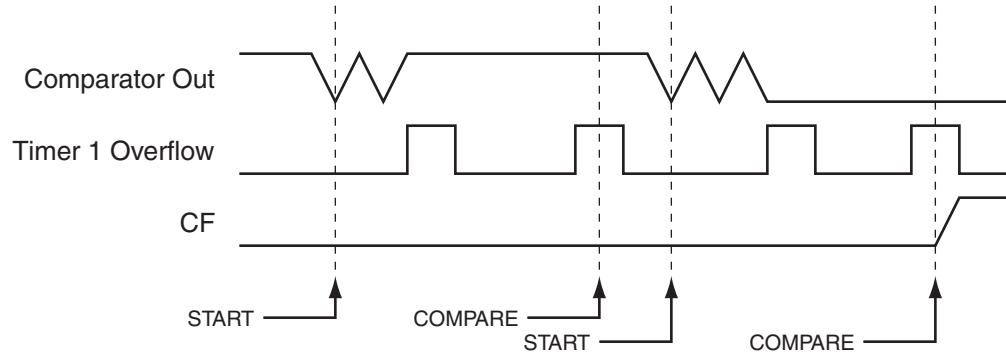 Comparator Out
Timer 1 Overflow
CF
START
COMPARE
START
COMPARE